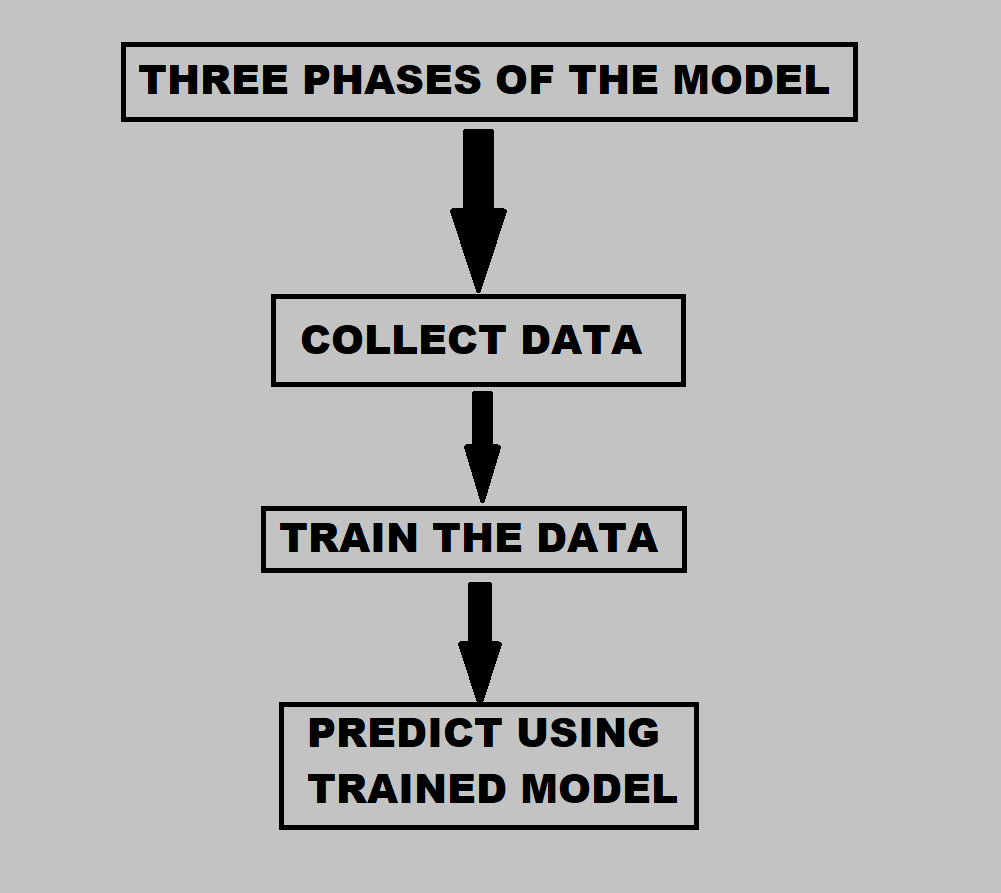 THREE PHASES OF THE MODEL
COLLECT DATA
TRAIN THE DATA
PREDICT USING
TRAINED MODEL